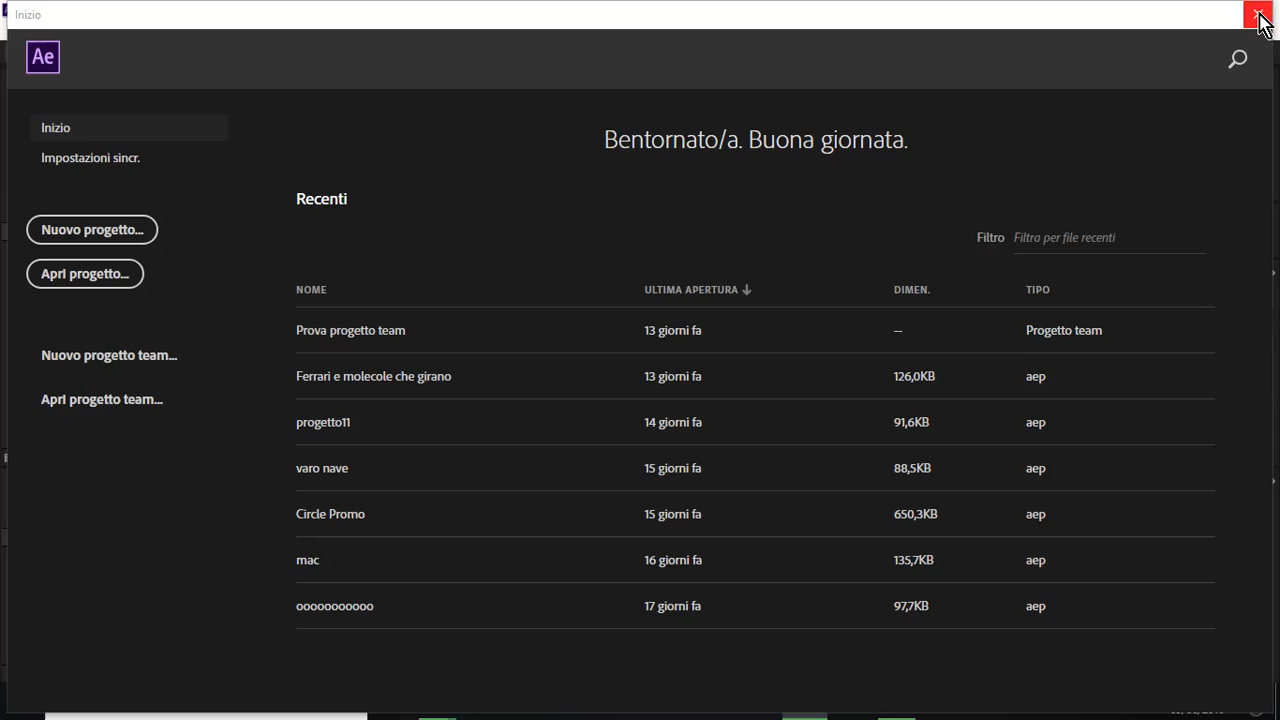 Inizio
Ae
Inizio
Impostazioni sincr.
Nuovo progetto...
Apri progetto...
Nuovo progetto team...
Apri progetto team...
Bentornato/a. Buona giornata.
Recenti
Filtro Filtra per file recenti
NOME ULTIMA APERTURA DIMEN. TIPO
Prova progetto team 13 giorni fa -- Progetto team
Ferrari e molecole che girano 13 giorni fa 126,0KB aep
progetto11 14 giorni fa 91,6KB aep
varo nave 15 giorni fa 88,5KB aep
Circle Promo 15 giorni fa 650,3KB aep
mac 16 giorni fa 135,7KB aep
ooooooooooo 17 giorni fa 97,7KB aep